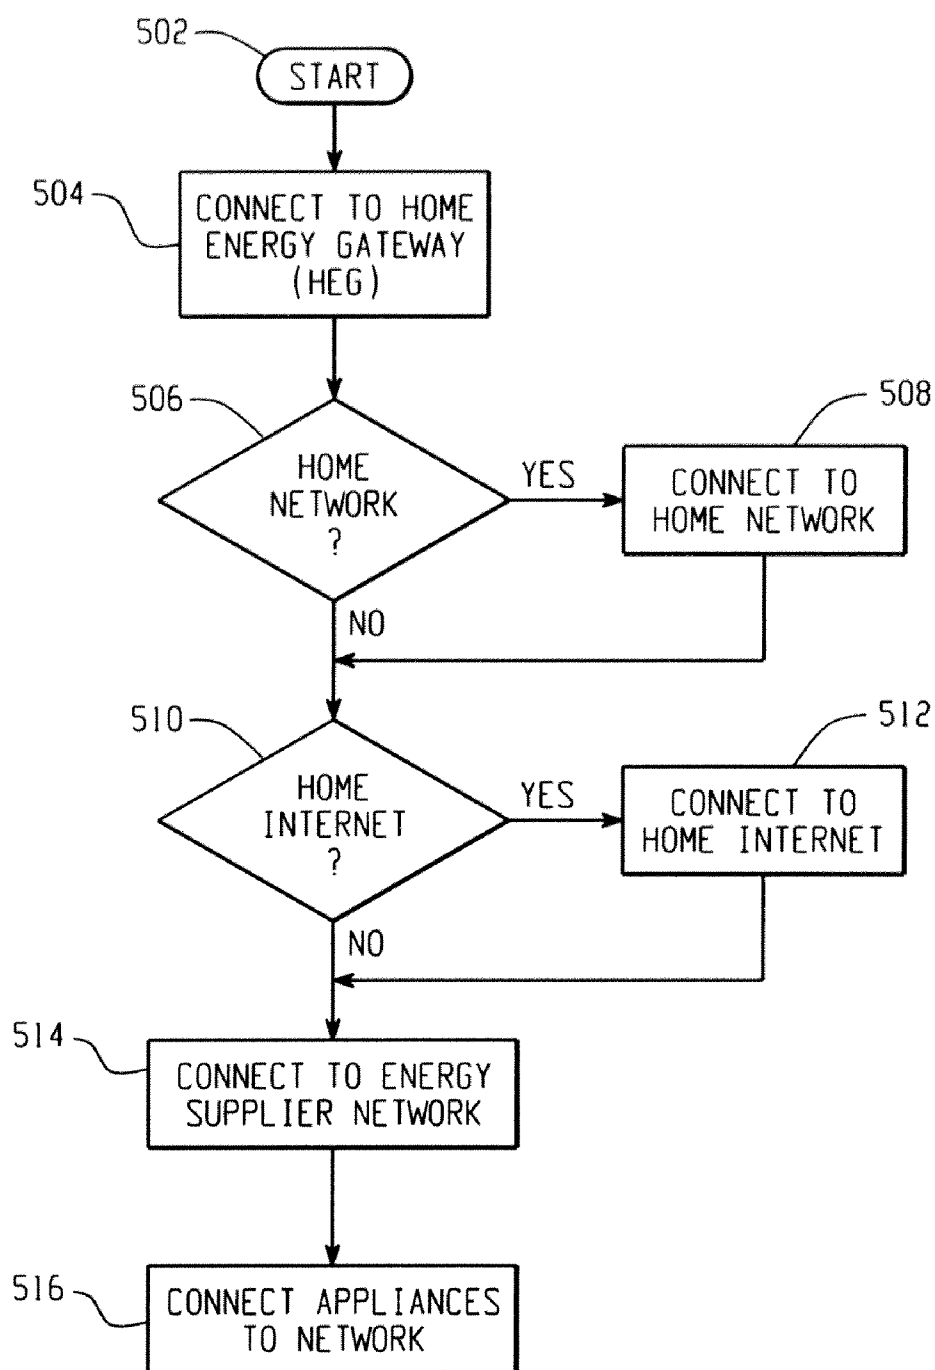 502
START
504
CONNECT TO HOME
ENERGY GATEWAY
(HEG)
506
HOME
NETWORK
?
YES
508
CONNECT TO
HOME NETWORK
NO
510
HOME
INTERNET
?
YES
512
CONNECT TO
HOME INTERNET
NO
514
CONNECT TO ENERGY
SUPPLIER NETWORK
516
CONNECT APPLIANCES
TO NETWORK